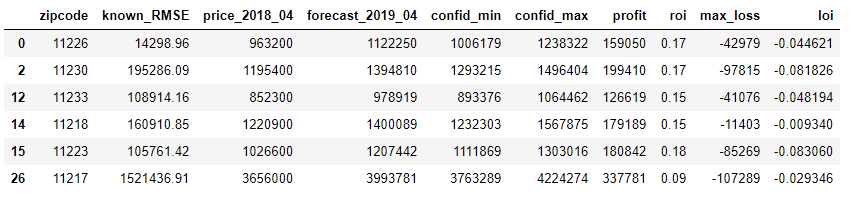 zipcode known_RMSE price_2018_04 forecast_2019_04 confid_min confid_max profit roi max_loss loi
0 11226 14298.96 963200 1122250 1006179 1238322 159050 0.17 -42979 -0.044621
2 11230 195286.09 1195400 1394810 1293215 1496404 199410 0.17 -97815 -0.081826
12 11233 108914.16 852300 978919 893376 1064462 126619 0.15 -41076 -0.048194
14 11218 160910.85 1220900 1400089 1232303 1567875 179189 0.15 -11403 -0.009340
15 11223 105761.42 1026600 1207442 1111869 1303016 180842 0.18 -85269 -0.083060
26 11217 1521436.91 3656000 3993781 3763289 4224274 337781 0.09 -107289 -0.029346